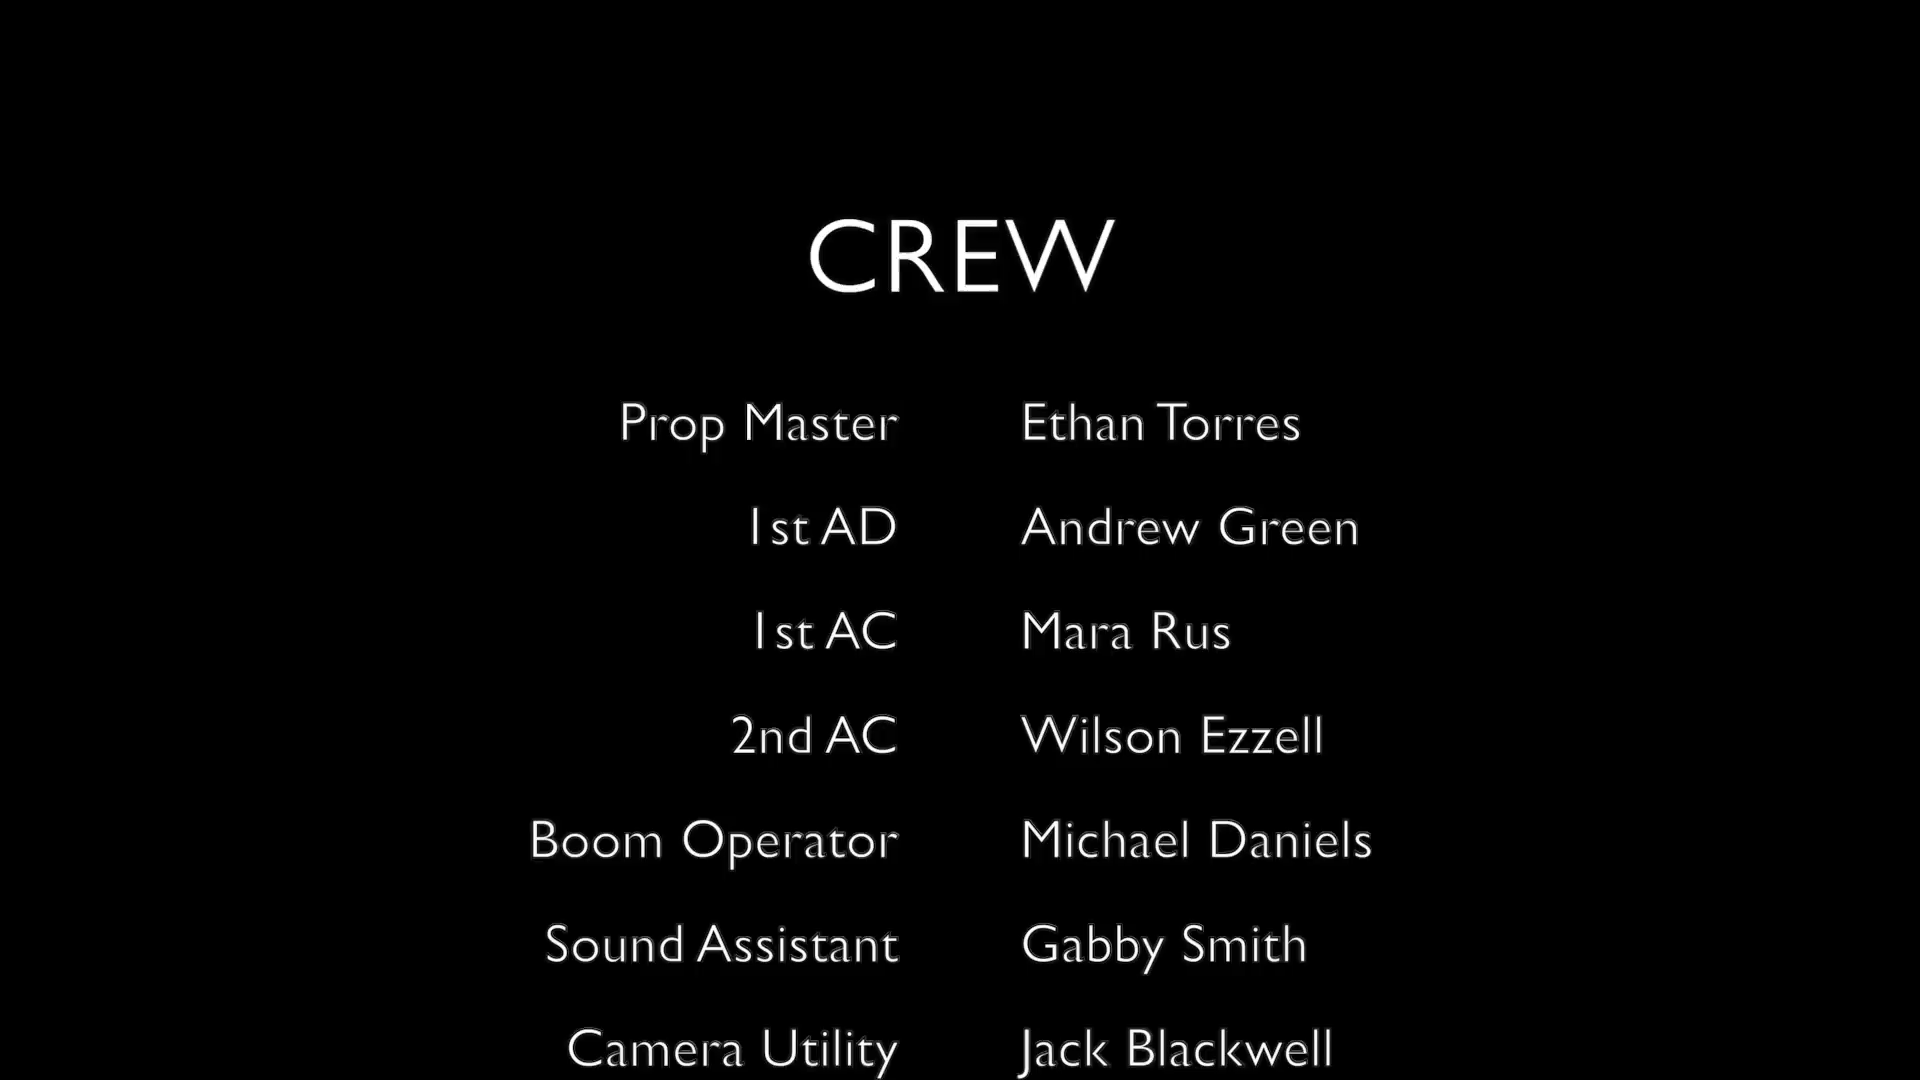 CREW
Prop Master Ethan Torres
1st AD Andrew Green
1st AC Mara Rus
2nd AC Wilson Ezzell
Boom Operator Michael Daniels
Sound Assistant Gabby Smith
Camera Utility Jack Blackwell